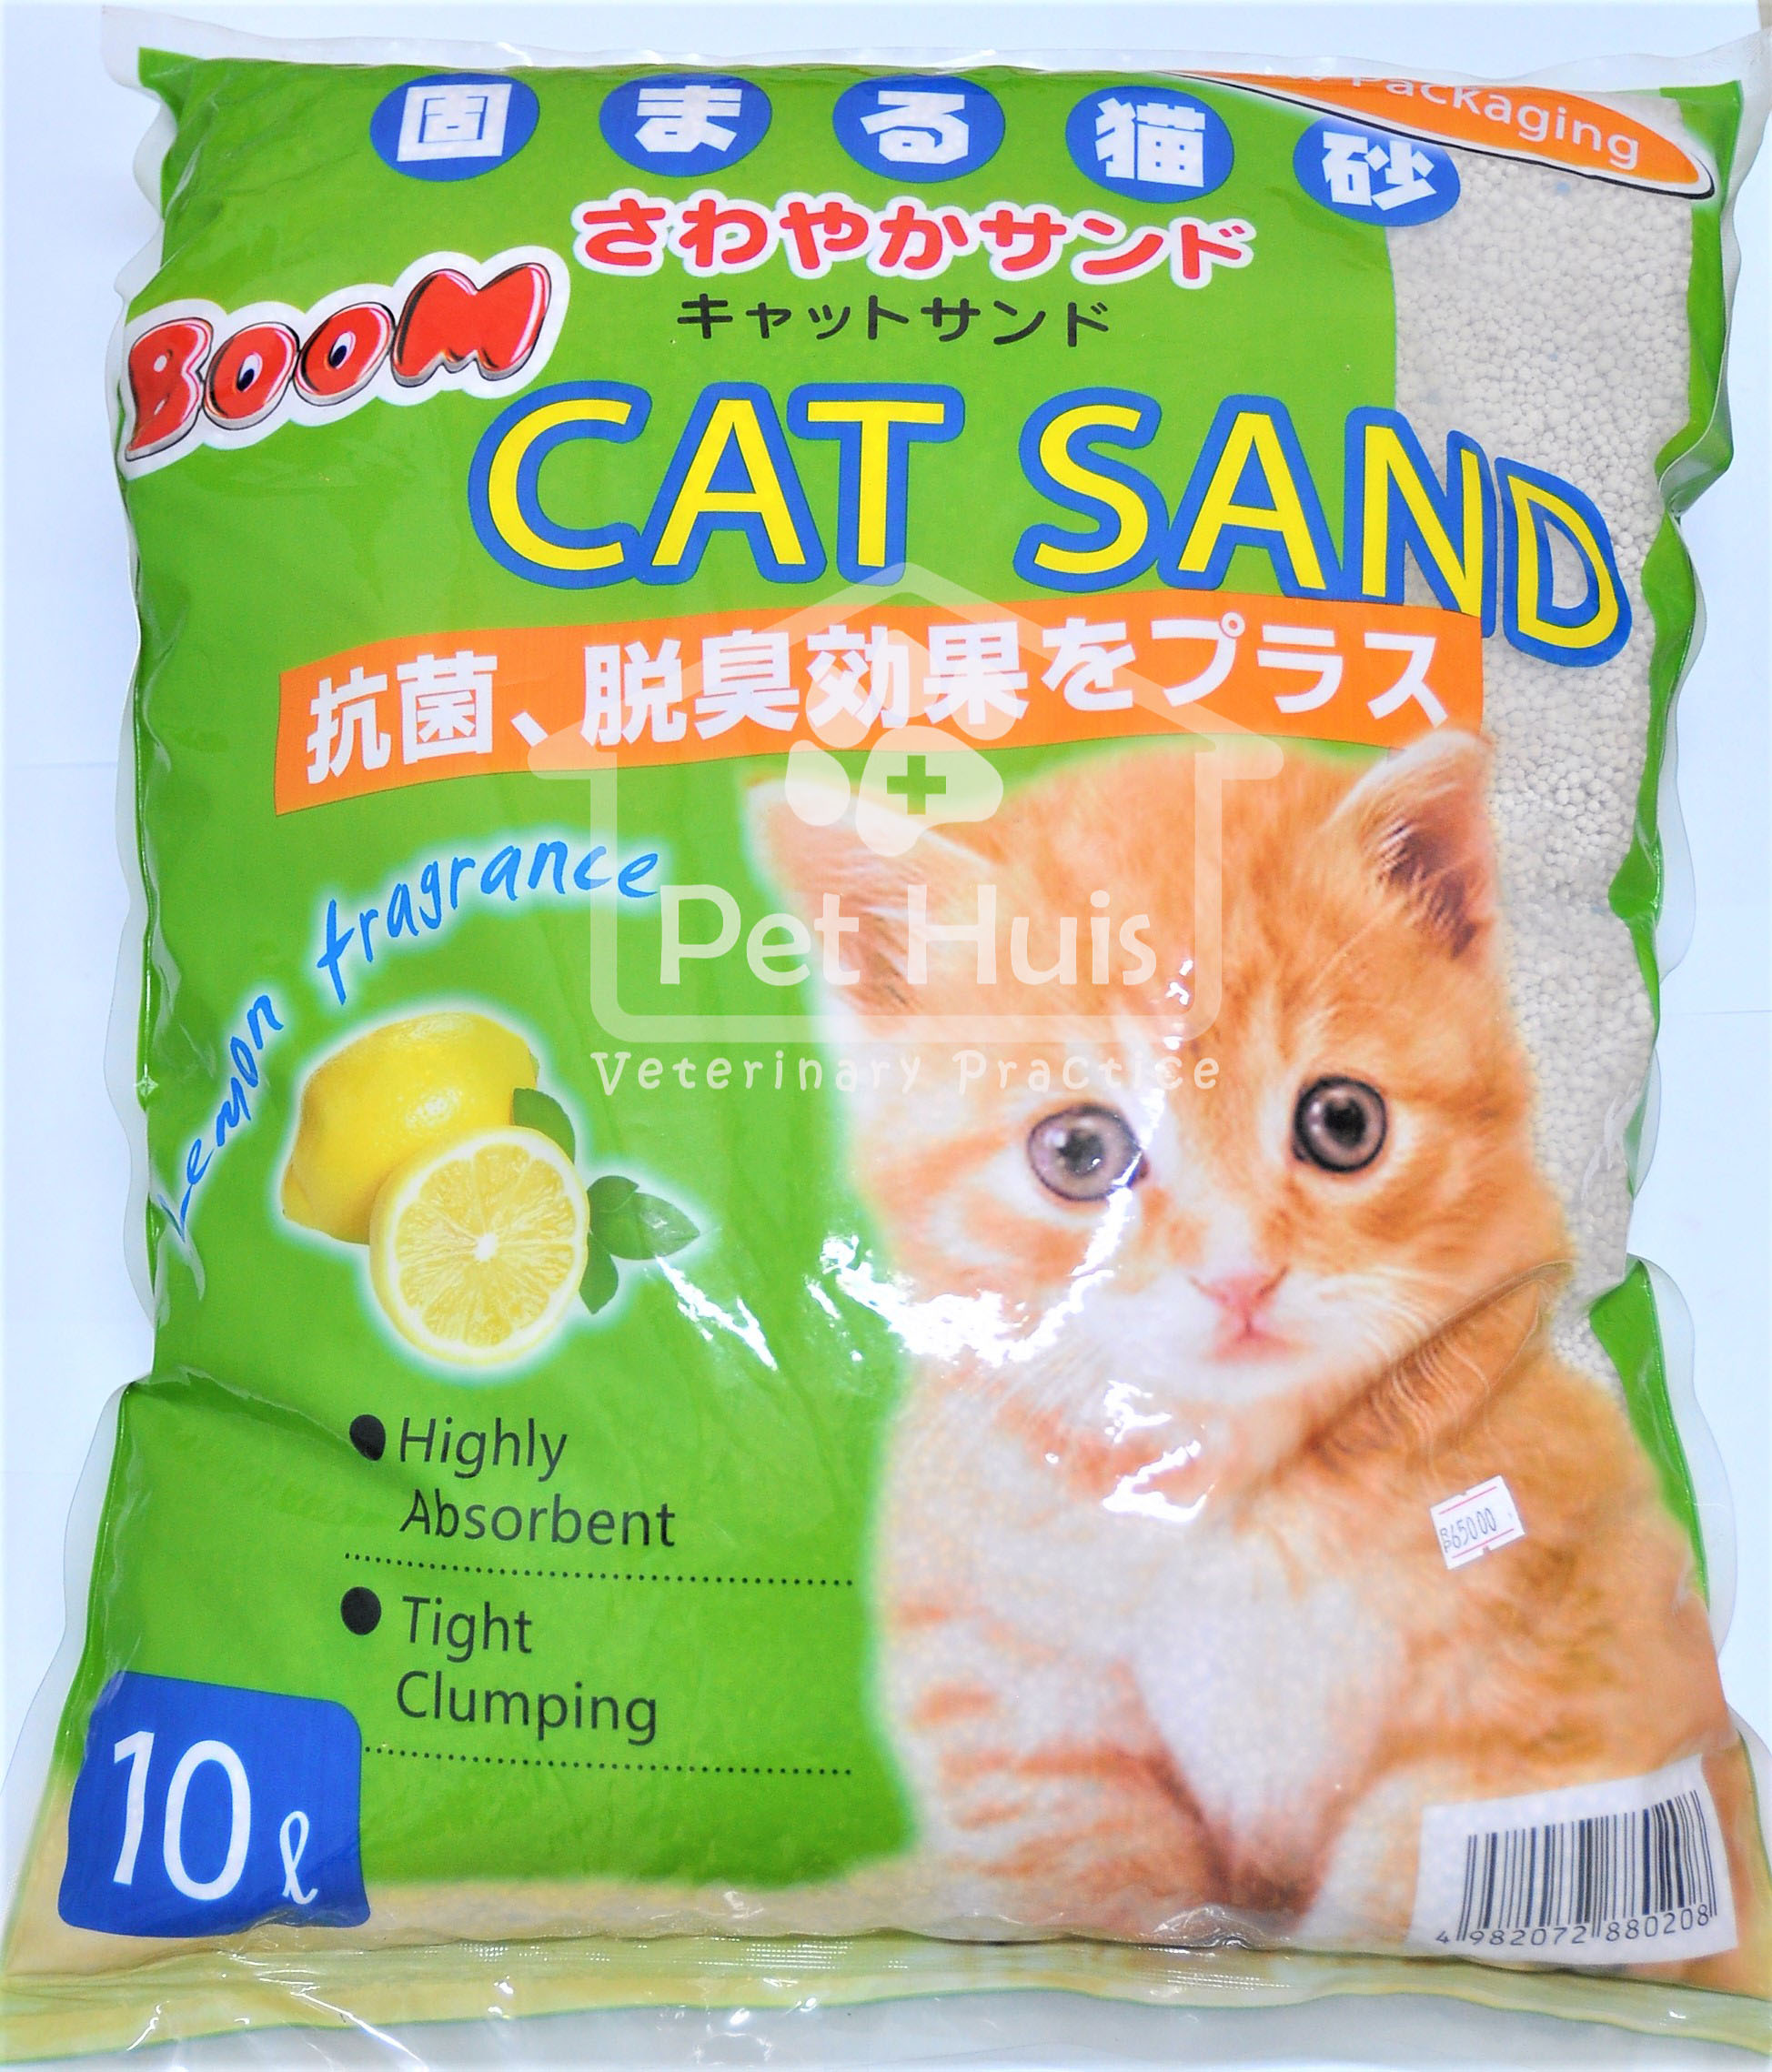 固まる猫砂
Packaging
さわやかサンド
キャットサンド
BOOM
CAT SAND
抗菌、脱臭効果をプラス
Lemon fragrance
Pet Huis
Veterinary Practice
Highly
Absorbent
Tight
Clumping
10ℓ
₱650.00
4 982072 880208